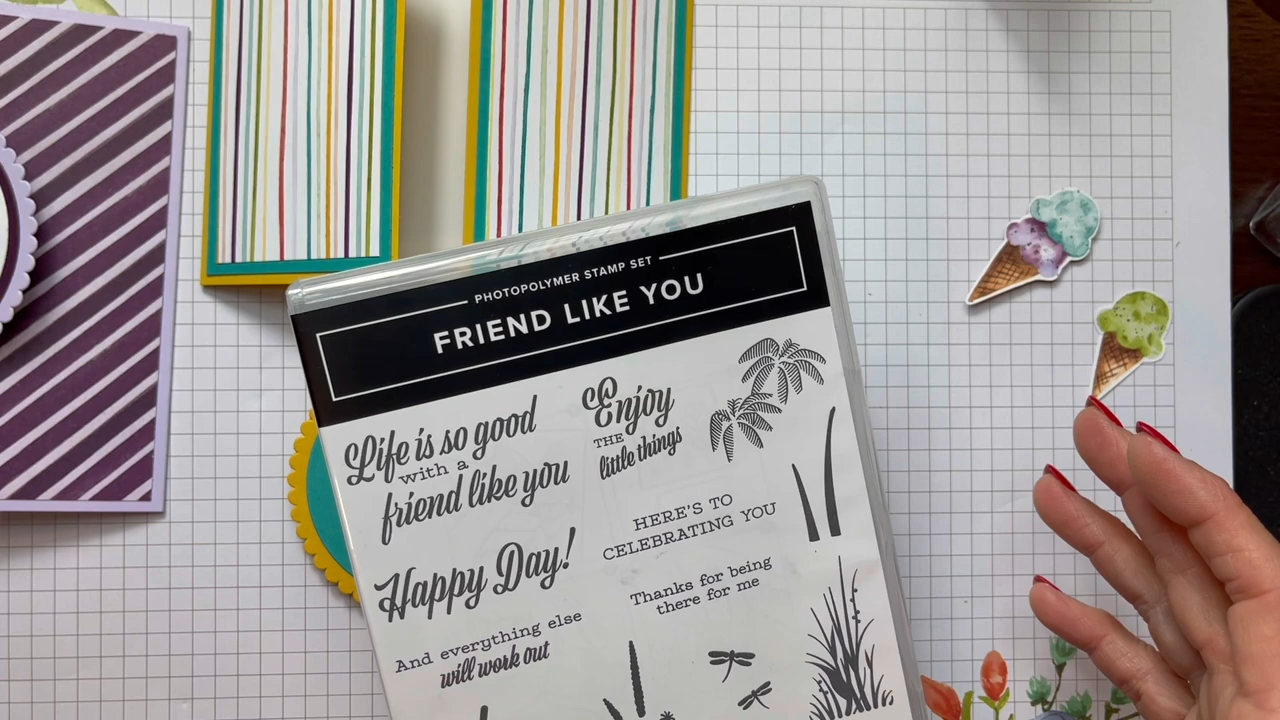 PHOTOPOLYMER STAMP SET
FRIEND LIKE YOU
Life is so good
with a
friend like you
Enjoy
THE
little things
HERE'S TO
CELEBRATING YOU
Happy Day!
Thanks for being
there for me
And everything else
will work out